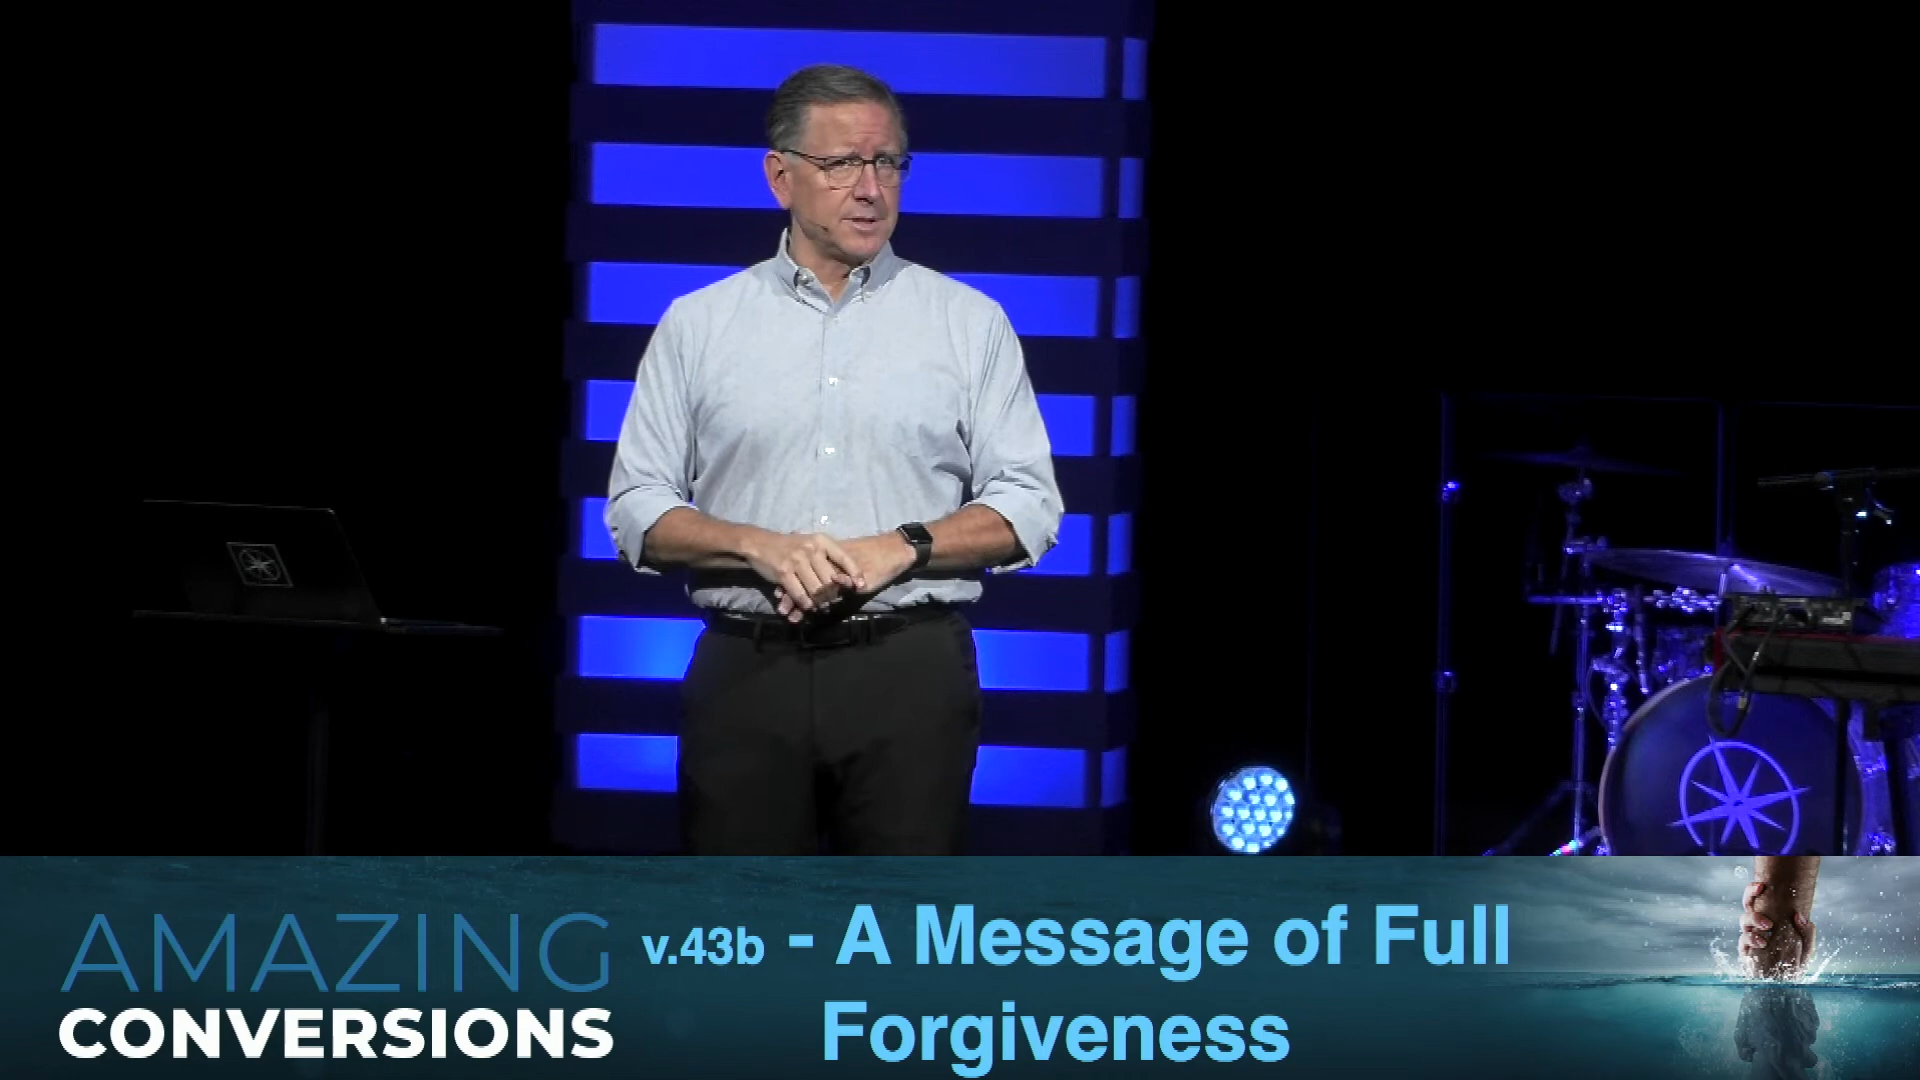 AMAZING
CONVERSIONS
v.43b - A Message of Full
Forgiveness